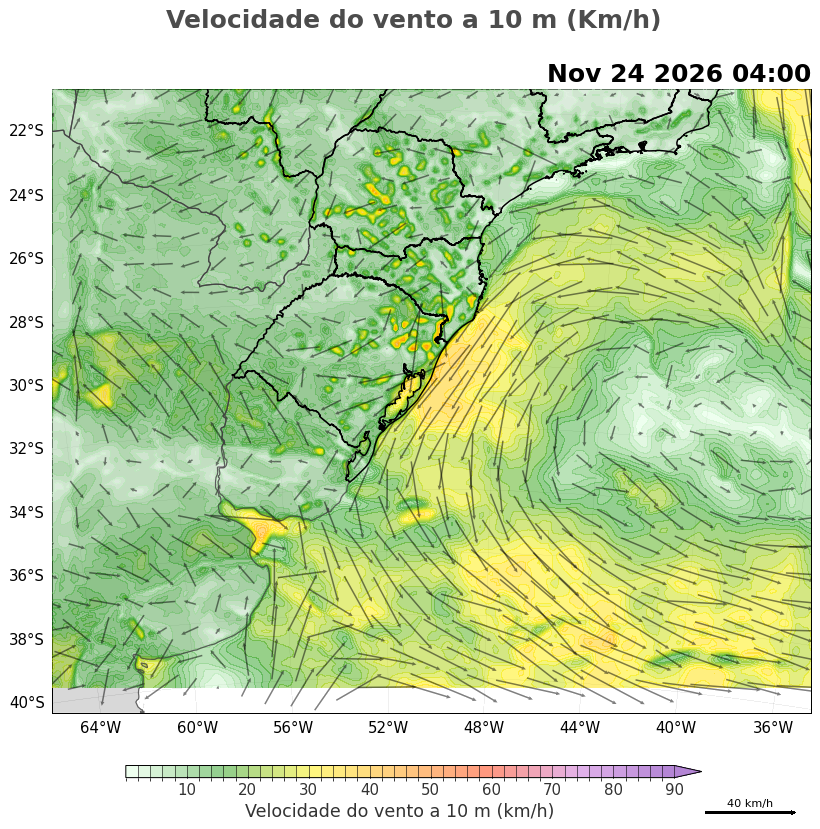 Velocidade do vento a 10 m (Km/h)
Nov 24 2026 04:00
22°S
24°S
26°S
28°S
30°S
32°S
34°S
36°S
38°S
40°S
64°W 60°W 56°W 52°W 48°W 44°W 40°W 36°W
10 20 30 40 50 60 70 80 90
Velocidade do vento a 10 m (km/h)
40 km/h